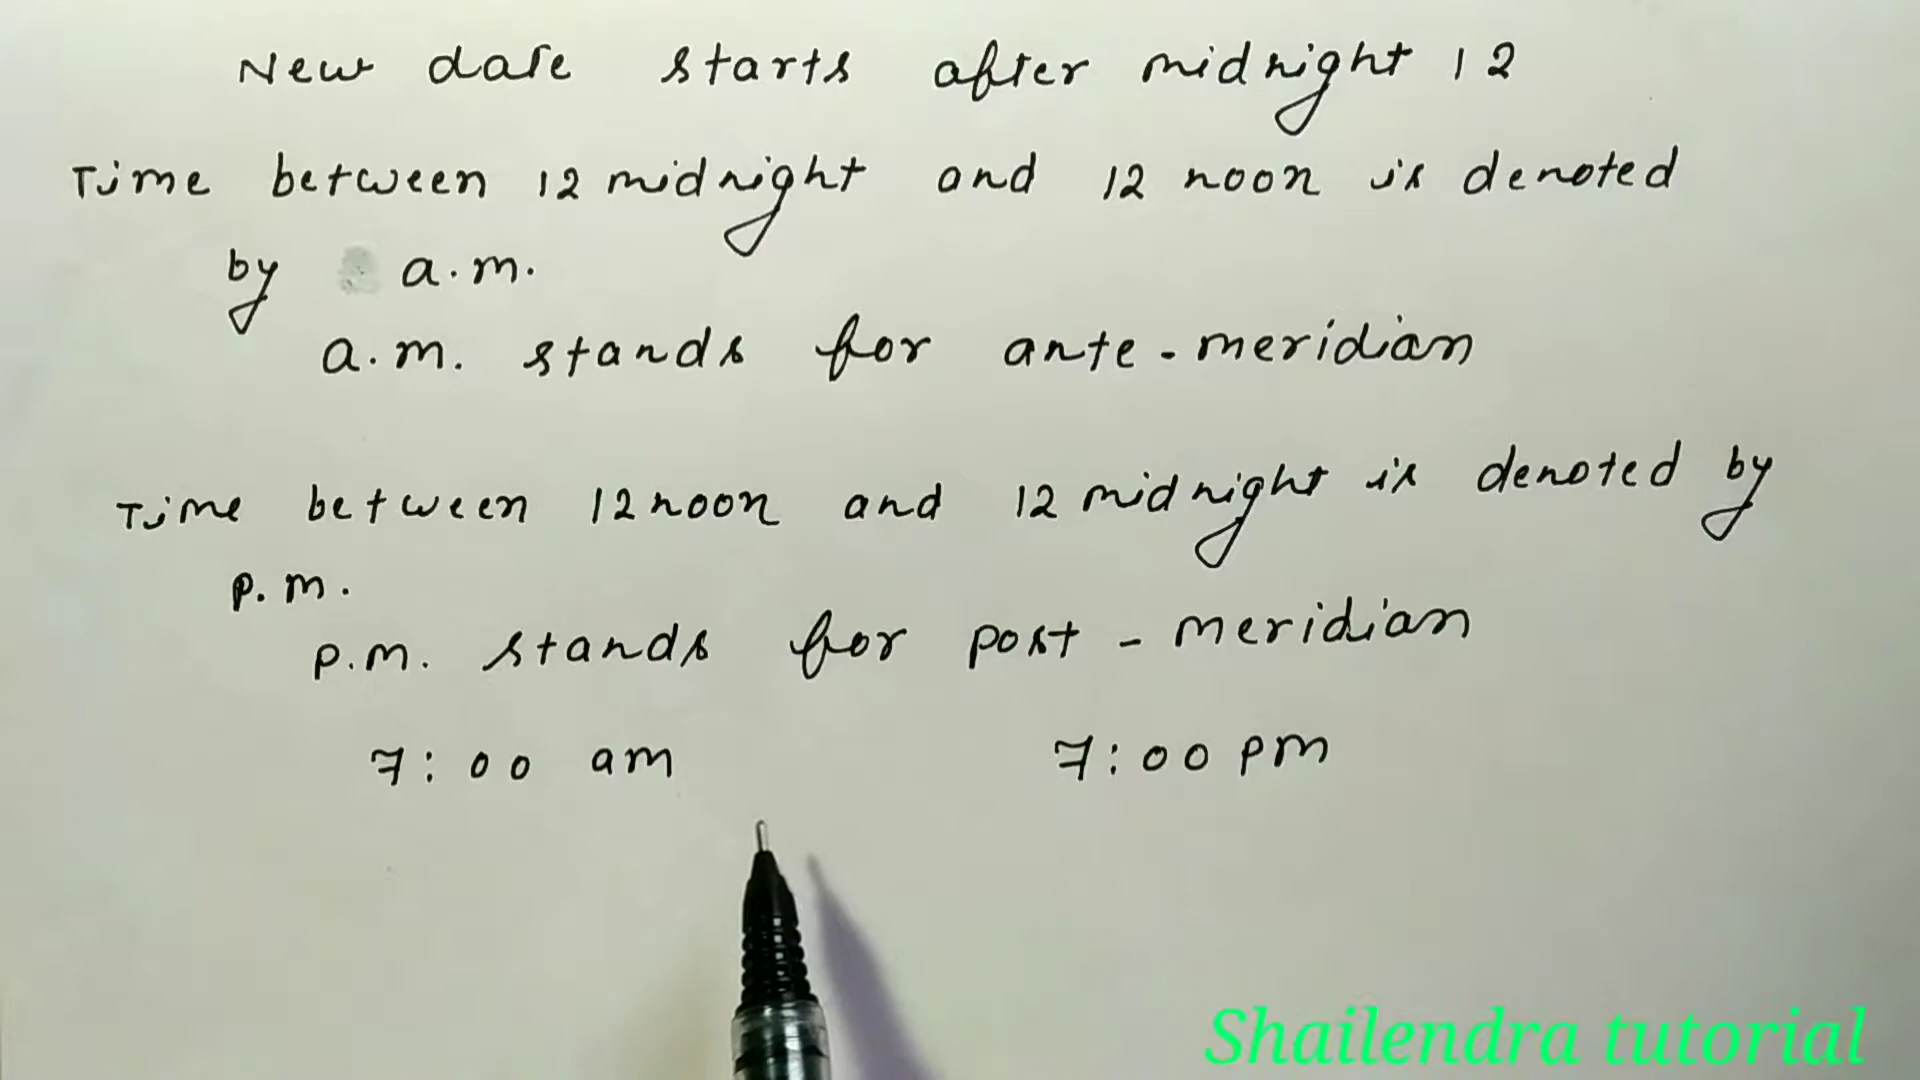 New date starts after midnight 12
Time between 12 midnight and 12 noon is denoted
by a.m.
a.m. stands for ante-meridian
Time between 12 noon and 12 midnight is denoted by
p.m.
p.m. stands for post-meridian
7:00 am 7:00 pm
Shailendra tutorial